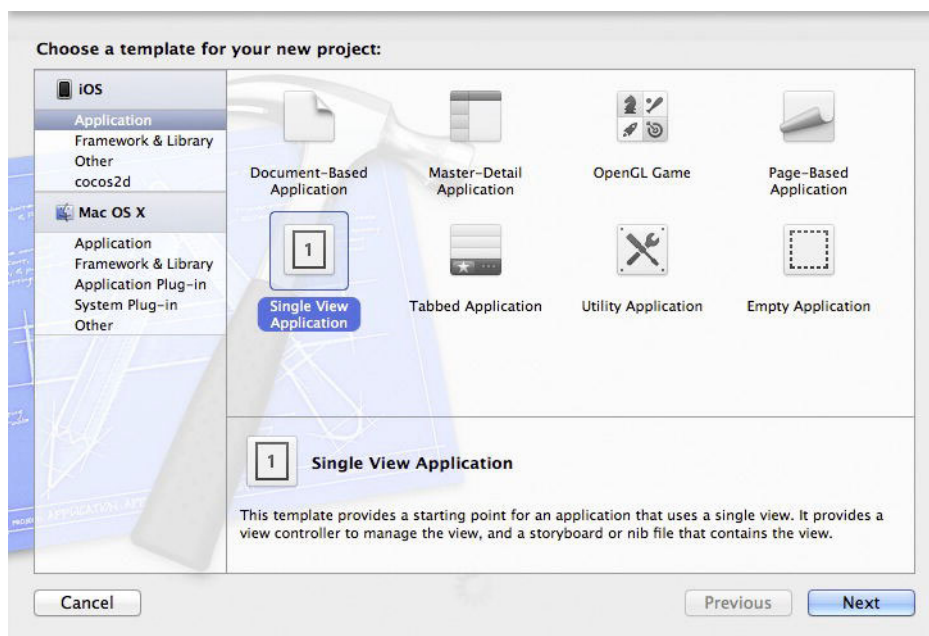 Choose a template for your new project:
iOS
Application
Framework & Library
Other
cocos2d
Mac OS X
Application
Framework & Library
Application Plug-in
System Plug-in
Other
Document-Based
Application
Master-Detail
Application
OpenGL Game
Page-Based
Application
1
Single View
Application
Tabbed Application
Utility Application
Empty Application
1
Single View Application
This template provides a starting point for an application that uses a single view. It provides a
view controller to manage the view, and a storyboard or nib file that contains the view.
Cancel
Previous
Next